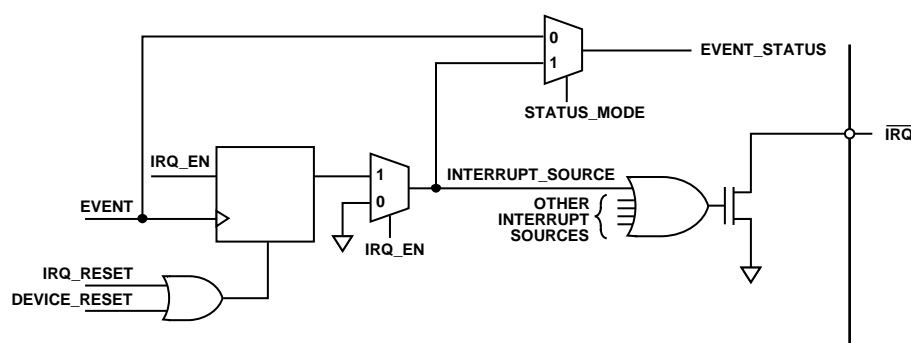 0
EVENT_STATUS
1
STATUS_MODE
IRQ
IRQ_EN
1
INTERRUPT_SOURCE
0
EVENT
OTHER
INTERRUPT
SOURCES
IRQ_EN
IRQ_RESET
DEVICE_RESET